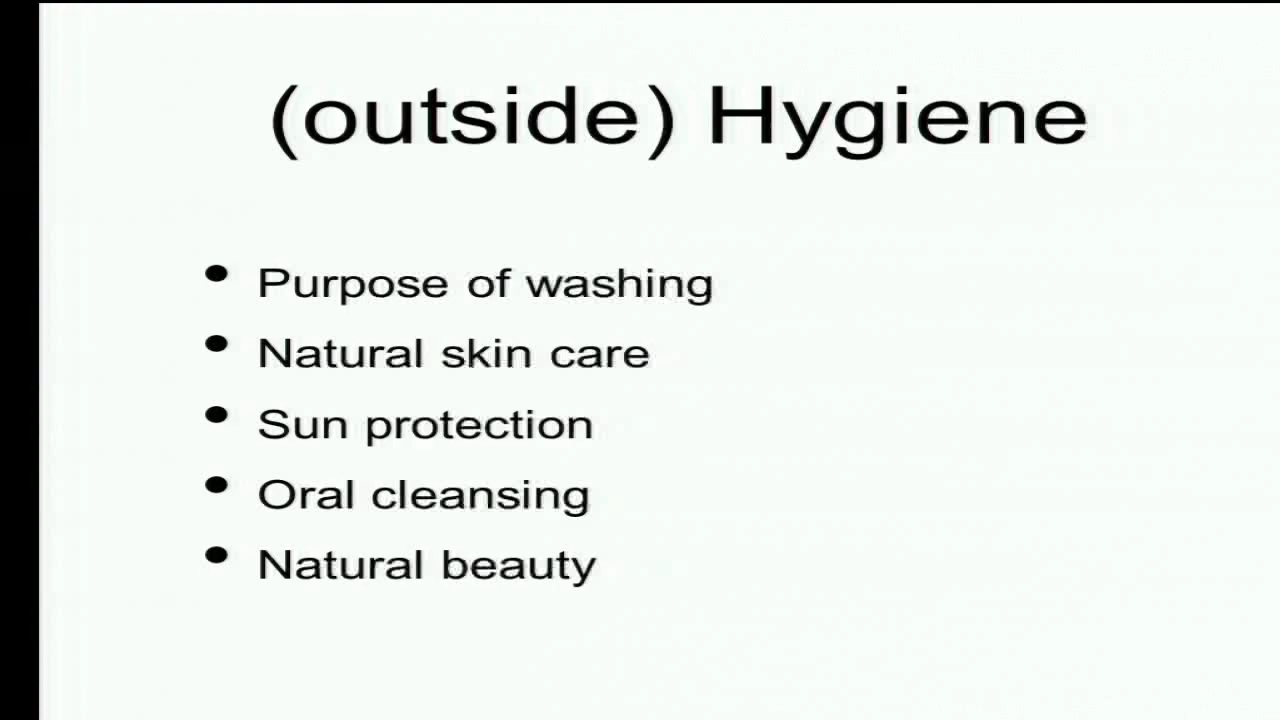 (outside) Hygiene
• Purpose of washing
• Natural skin care
• Sun protection
• Oral cleansing
• Natural beauty